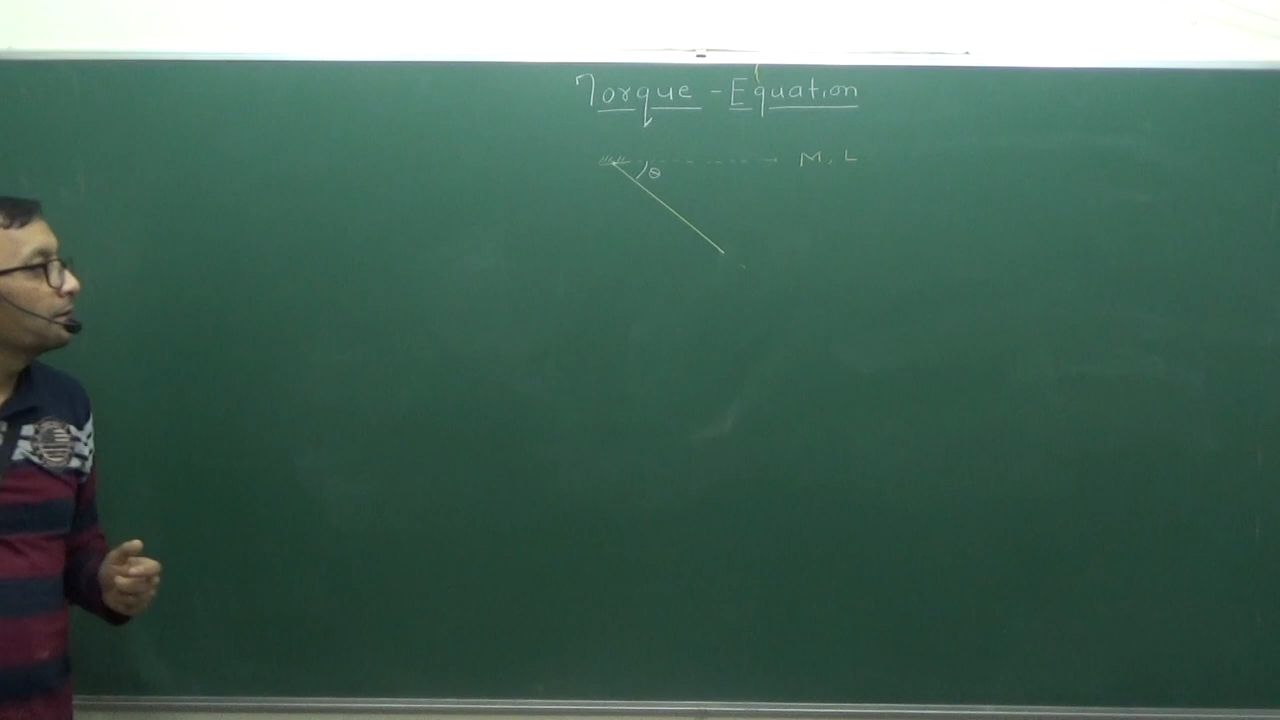 Torque - Equation
M, L
θ